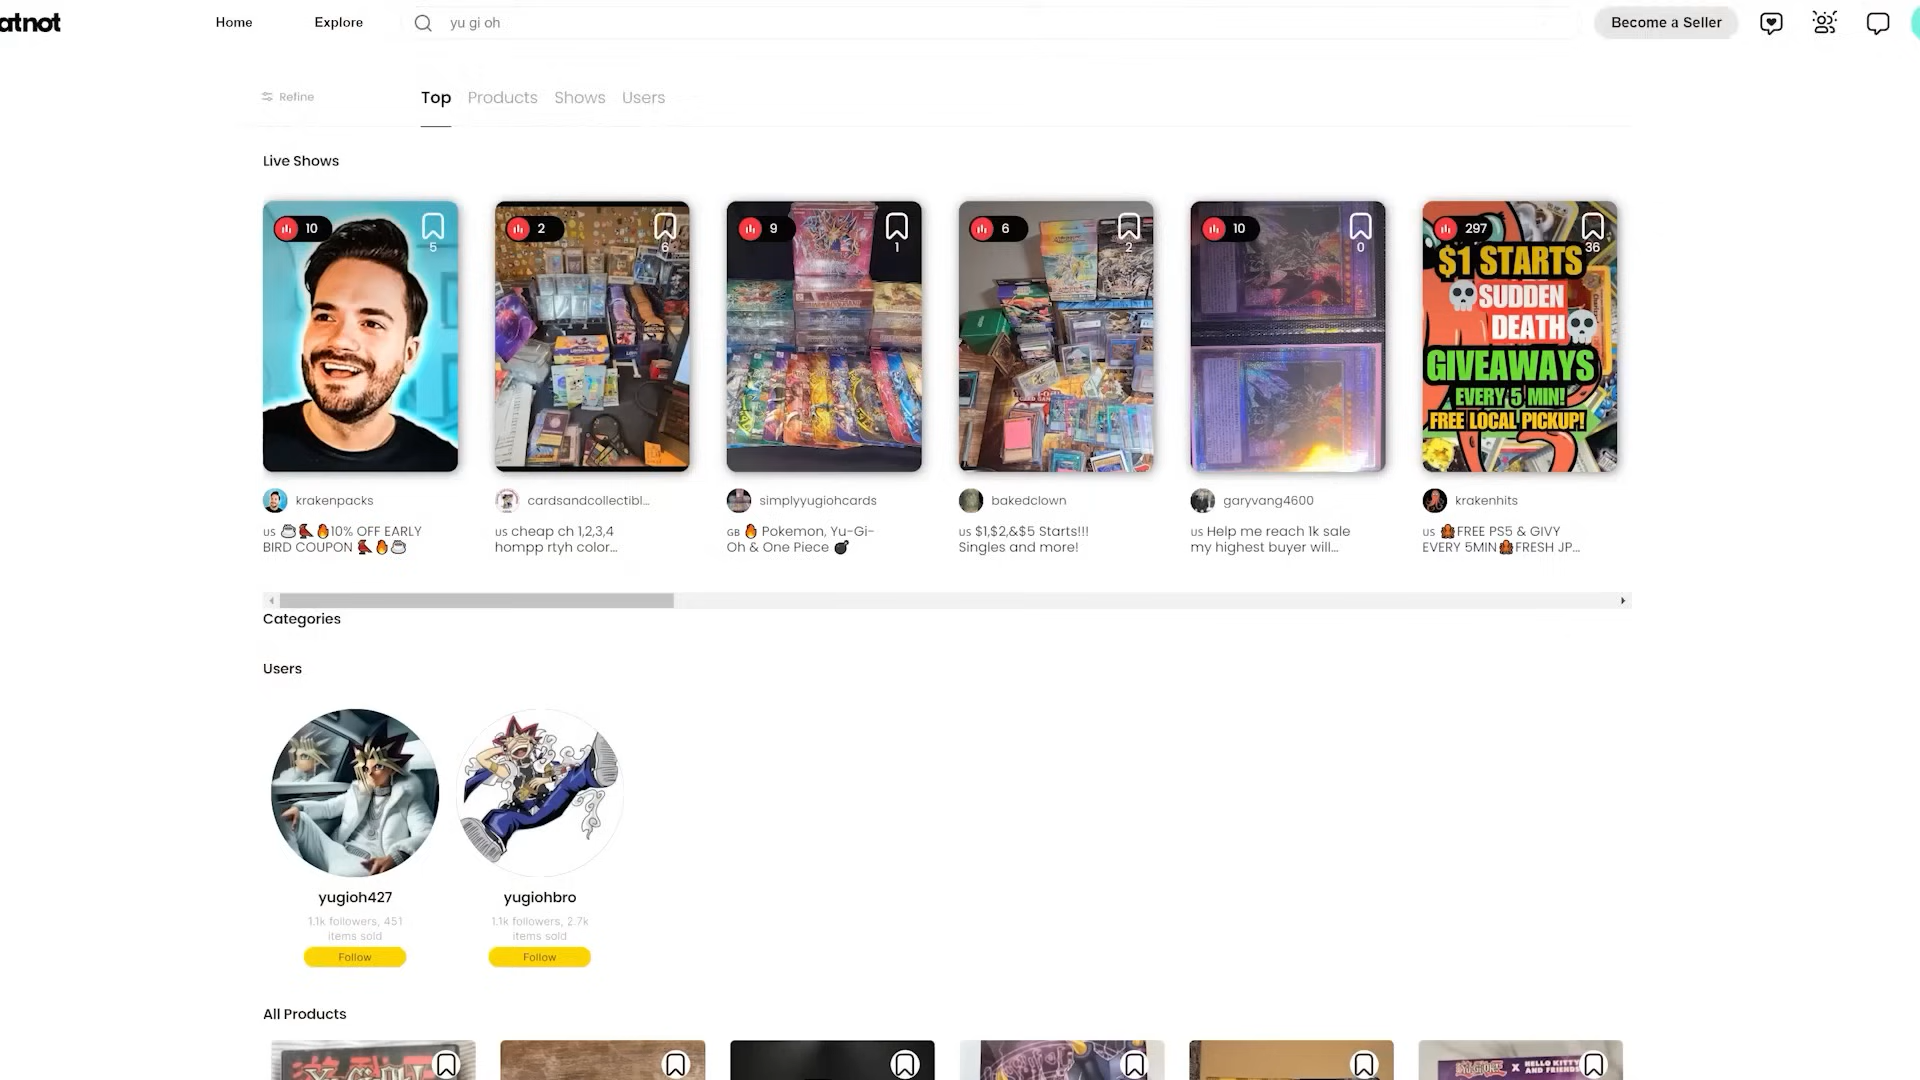 atnot
Home
Explore
yu gi oh
Become a Seller
Refine
Top
Products
Shows
Users
Live Shows
10
5
2
6
9
1
6
2
10
0
297
36
$1 STARTS
SUDDEN
DEATH
GIVEAWAYS
EVERY 5 MIN!
FREE LOCAL PICKUP!
krakenpacks
US ☕🐦🔥10% OFF EARLY
BIRD COUPON 🐦🔥☕
cardsandcollectibl...
US cheap ch 1,2,3,4
hompp rtyh color...
simplyyugiohcards
GB 🔥 Pokemon, Yu-Gi-
Oh & One Piece 💣
bakedclown
US $1,$2,&$5 Starts!!!
Singles and more!
garyvang4600
US Help me reach 1k sale
my highest buyer will...
krakenhits
US 🐙FREE PS5 & GIVY
EVERY 5MIN🐙FRESH JP...
Categories
Users
yugioh427
1.1k followers, 451
items sold
Follow
yugiohbro
1.1k followers, 2.7k
items sold
Follow
All Products
HELLO KITTY
AND FRIENDS